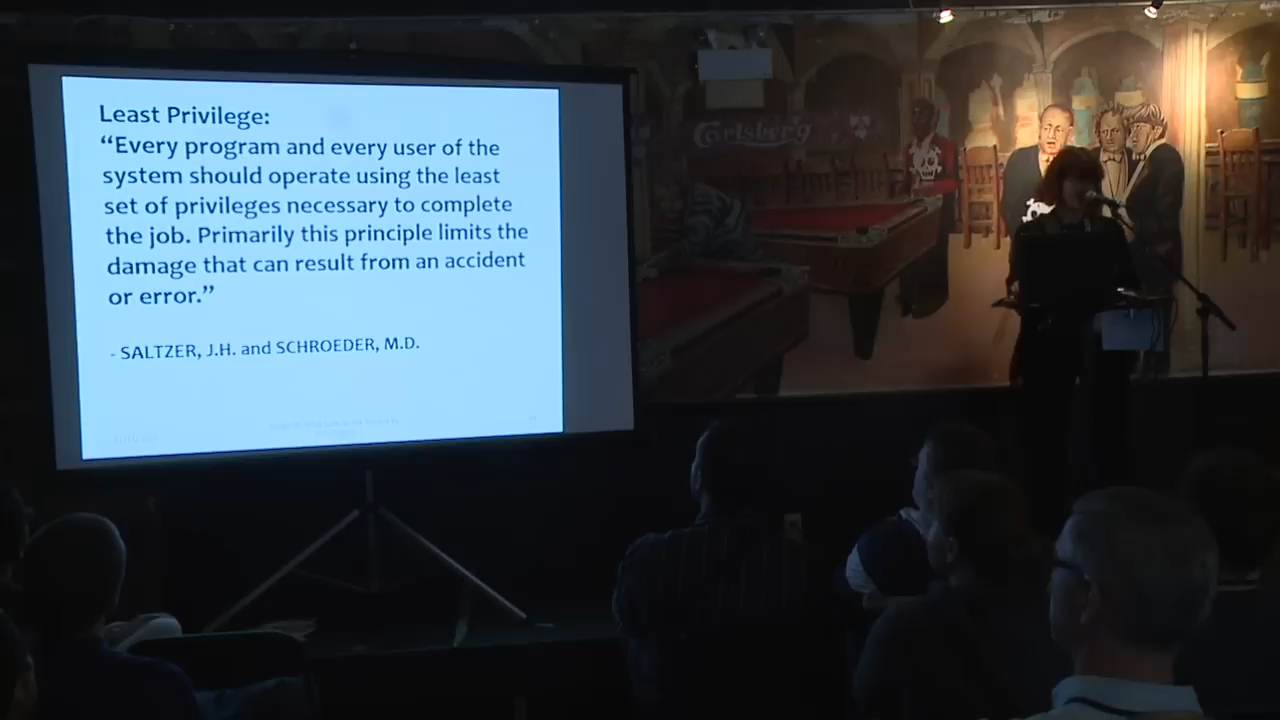 Least Privilege:
“Every program and every user of the
system should operate using the least
set of privileges necessary to complete
the job. Primarily this principle limits the
damage that can result from an accident
or error.”
- SALTZER, J.H. and SCHROEDER, M.D.
Carlsberg